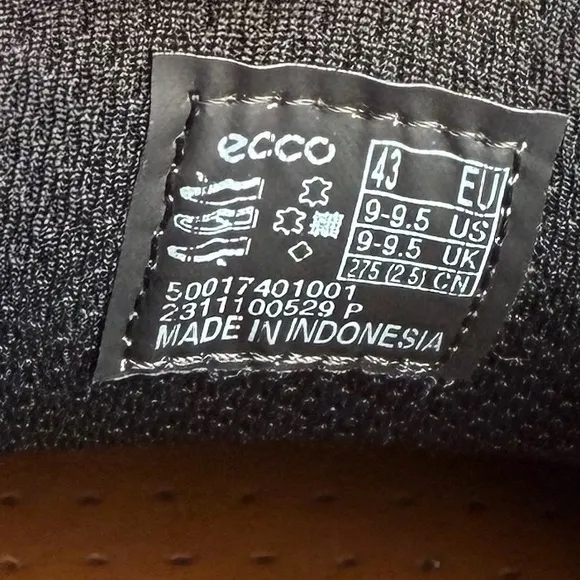 ecco
43 EU
9-9.5 US
9-9.5 UK
275 (2.5) CN
50017401001
2311100529 P
MADE IN INDONESIA